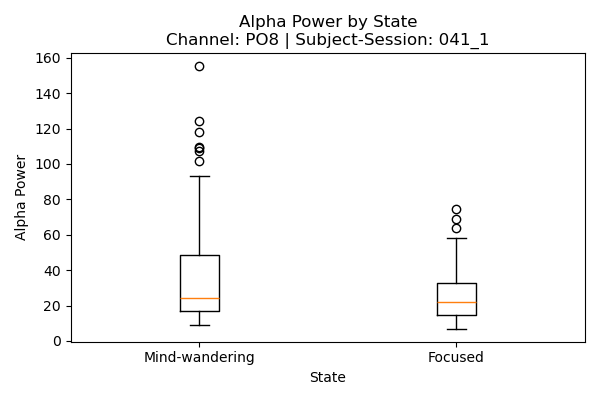 Alpha Power by State
Channel: PO8 | Subject-Session: 041_1
160
140
120
100
80
60
40
20
0
Alpha Power
Mind-wandering
Focused
State